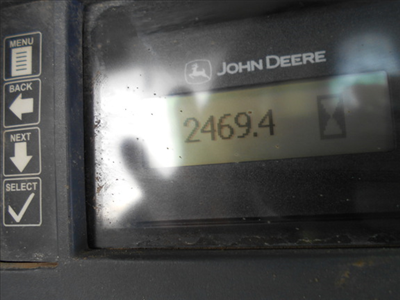 MENU
BACK
NEXT
SELECT
JOHN DEERE
2469.4